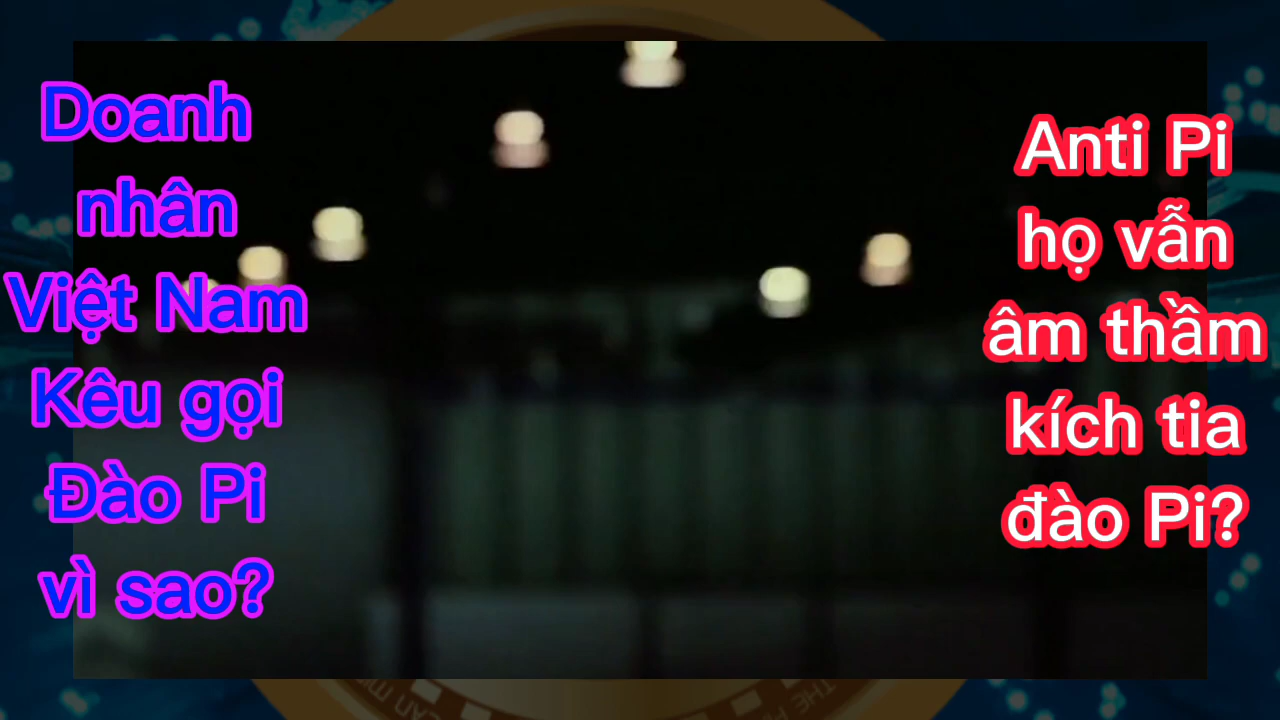 Doanh
nhân
Việt Nam
Kêu gọi
Đào Pi
vì sao?
Anti Pi
họ vẫn
âm thầm
kích tia
đào Pi?